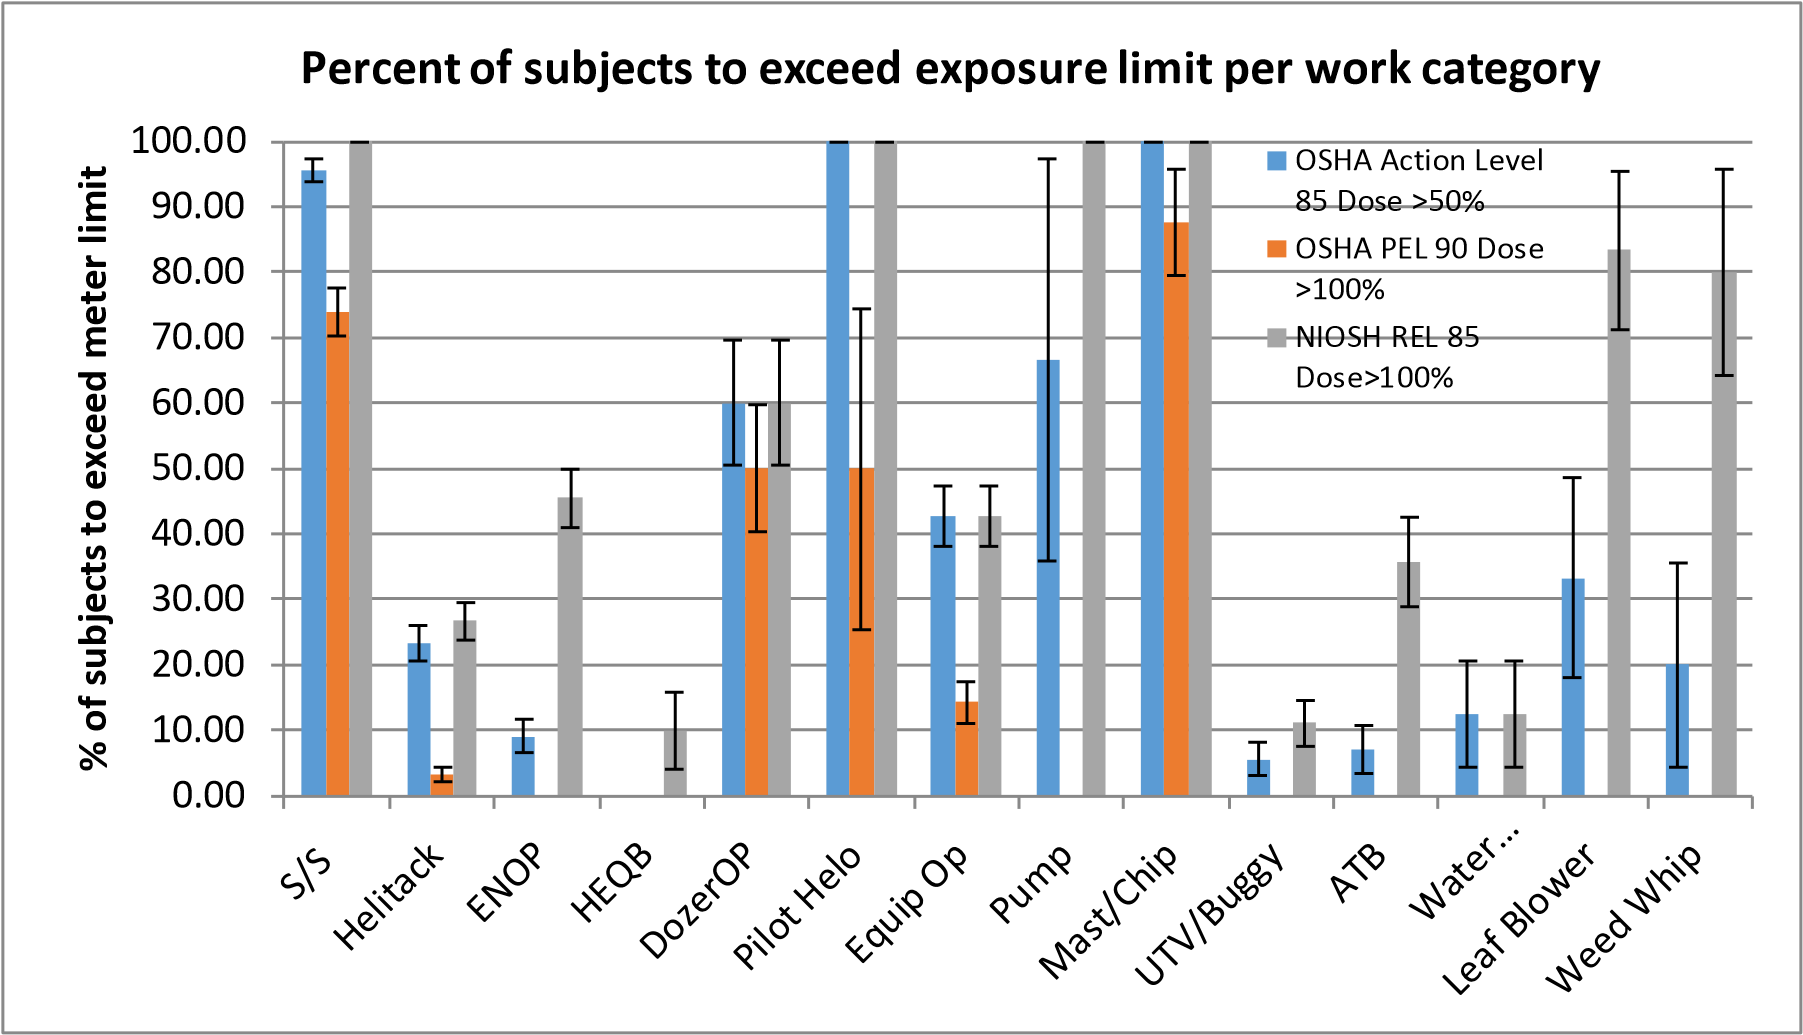 Percent of subjects to exceed exposure limit per work category
% of subjects to exceed meter limit
100.00
90.00
80.00
70.00
60.00
50.00
40.00
30.00
20.00
10.00
0.00
OSHA Action Level
85 Dose >50%
OSHA PEL 90 Dose
>100%
NIOSH REL 85
Dose>100%
S/S
Helitack
ENOP
HEQB
DozerOP
Pilot Helo
Equip Op
Pump
Mast/Chip
UTV/Buggy
ATB
Water...
Leaf Blower
Weed Whip